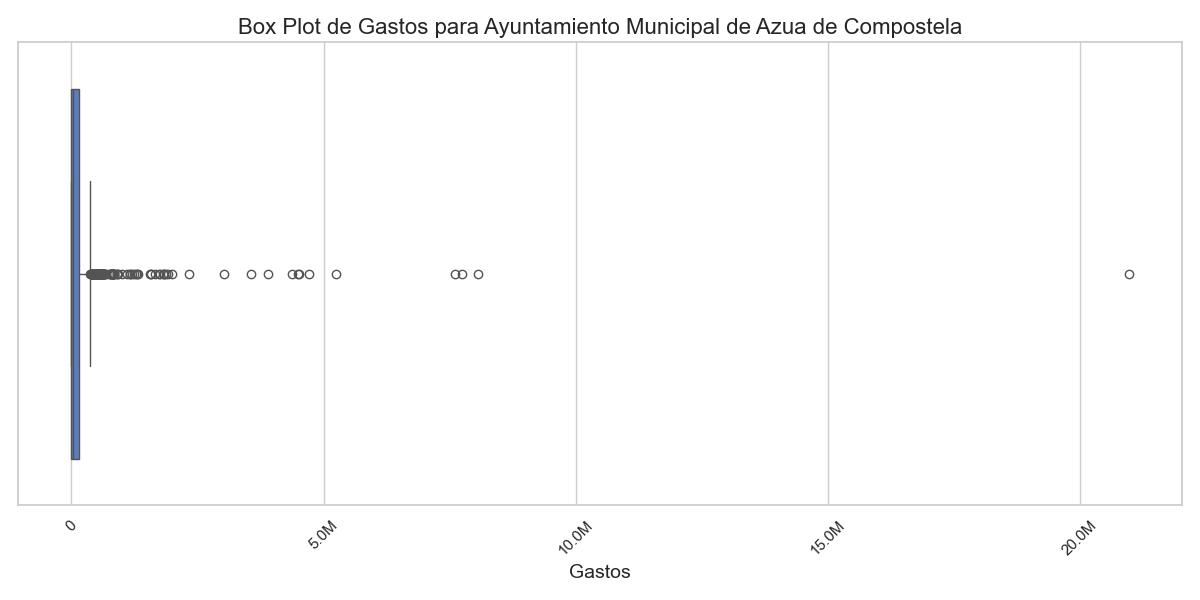 Box Plot de Gastos para Ayuntamiento Municipal de Azua de Compostela
0
5.0M
10.0M
15.0M
20.0M
Gastos